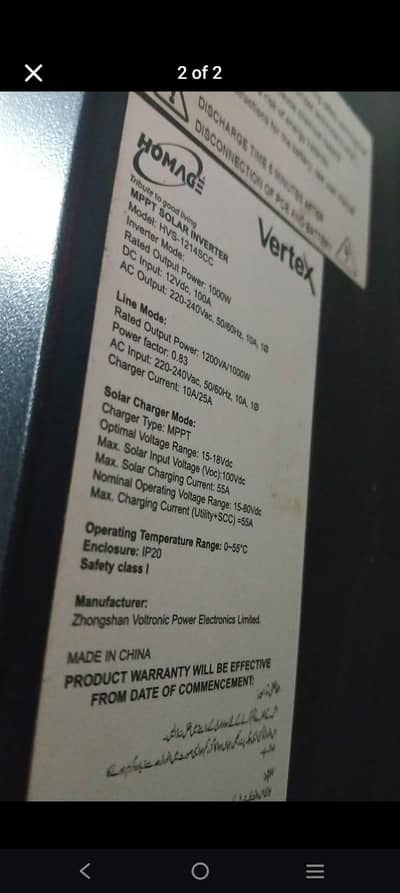 2 of 2
DISCHARGE TIME 5 MINUTES AFTER
DISCONNECTION OF PCS AND BATTERY
HOMAGE
Tribute to good living
Vertex
MPPT SOLAR INVERTER
Model: HVS-1214SCC
Inverter Mode:
Rated Output Power: 1000W
DC Input: 12Vdc, 100A
AC Output: 220-240Vac, 50/60Hz, 10A, 1Ø
Line Mode:
Rated Output Power: 1200VA/1000W
Power factor: 0.83
AC Input: 220-240Vac, 50/60Hz, 10A, 1Ø
Charger Current: 10A/25A
Solar Charger Mode:
Charger Type: MPPT
Optimal Voltage Range: 15-18Vdc
Max. Solar Input Voltage (Voc):100Vdc
Max. Solar Charging Current: 55A
Nominal Operating Voltage Range: 15-80Vdc
Max. Charging Current (Utility+SCC) =55A
Operating Temperature Range: 0~55°C
Enclosure: IP20
Safety class I
Manufacturer:
Zhongshan Voltronic Power Electronics Limited.
MADE IN CHINA
PRODUCT WARRANTY WILL BE EFFECTIVE
FROM DATE OF COMMENCEMENT: